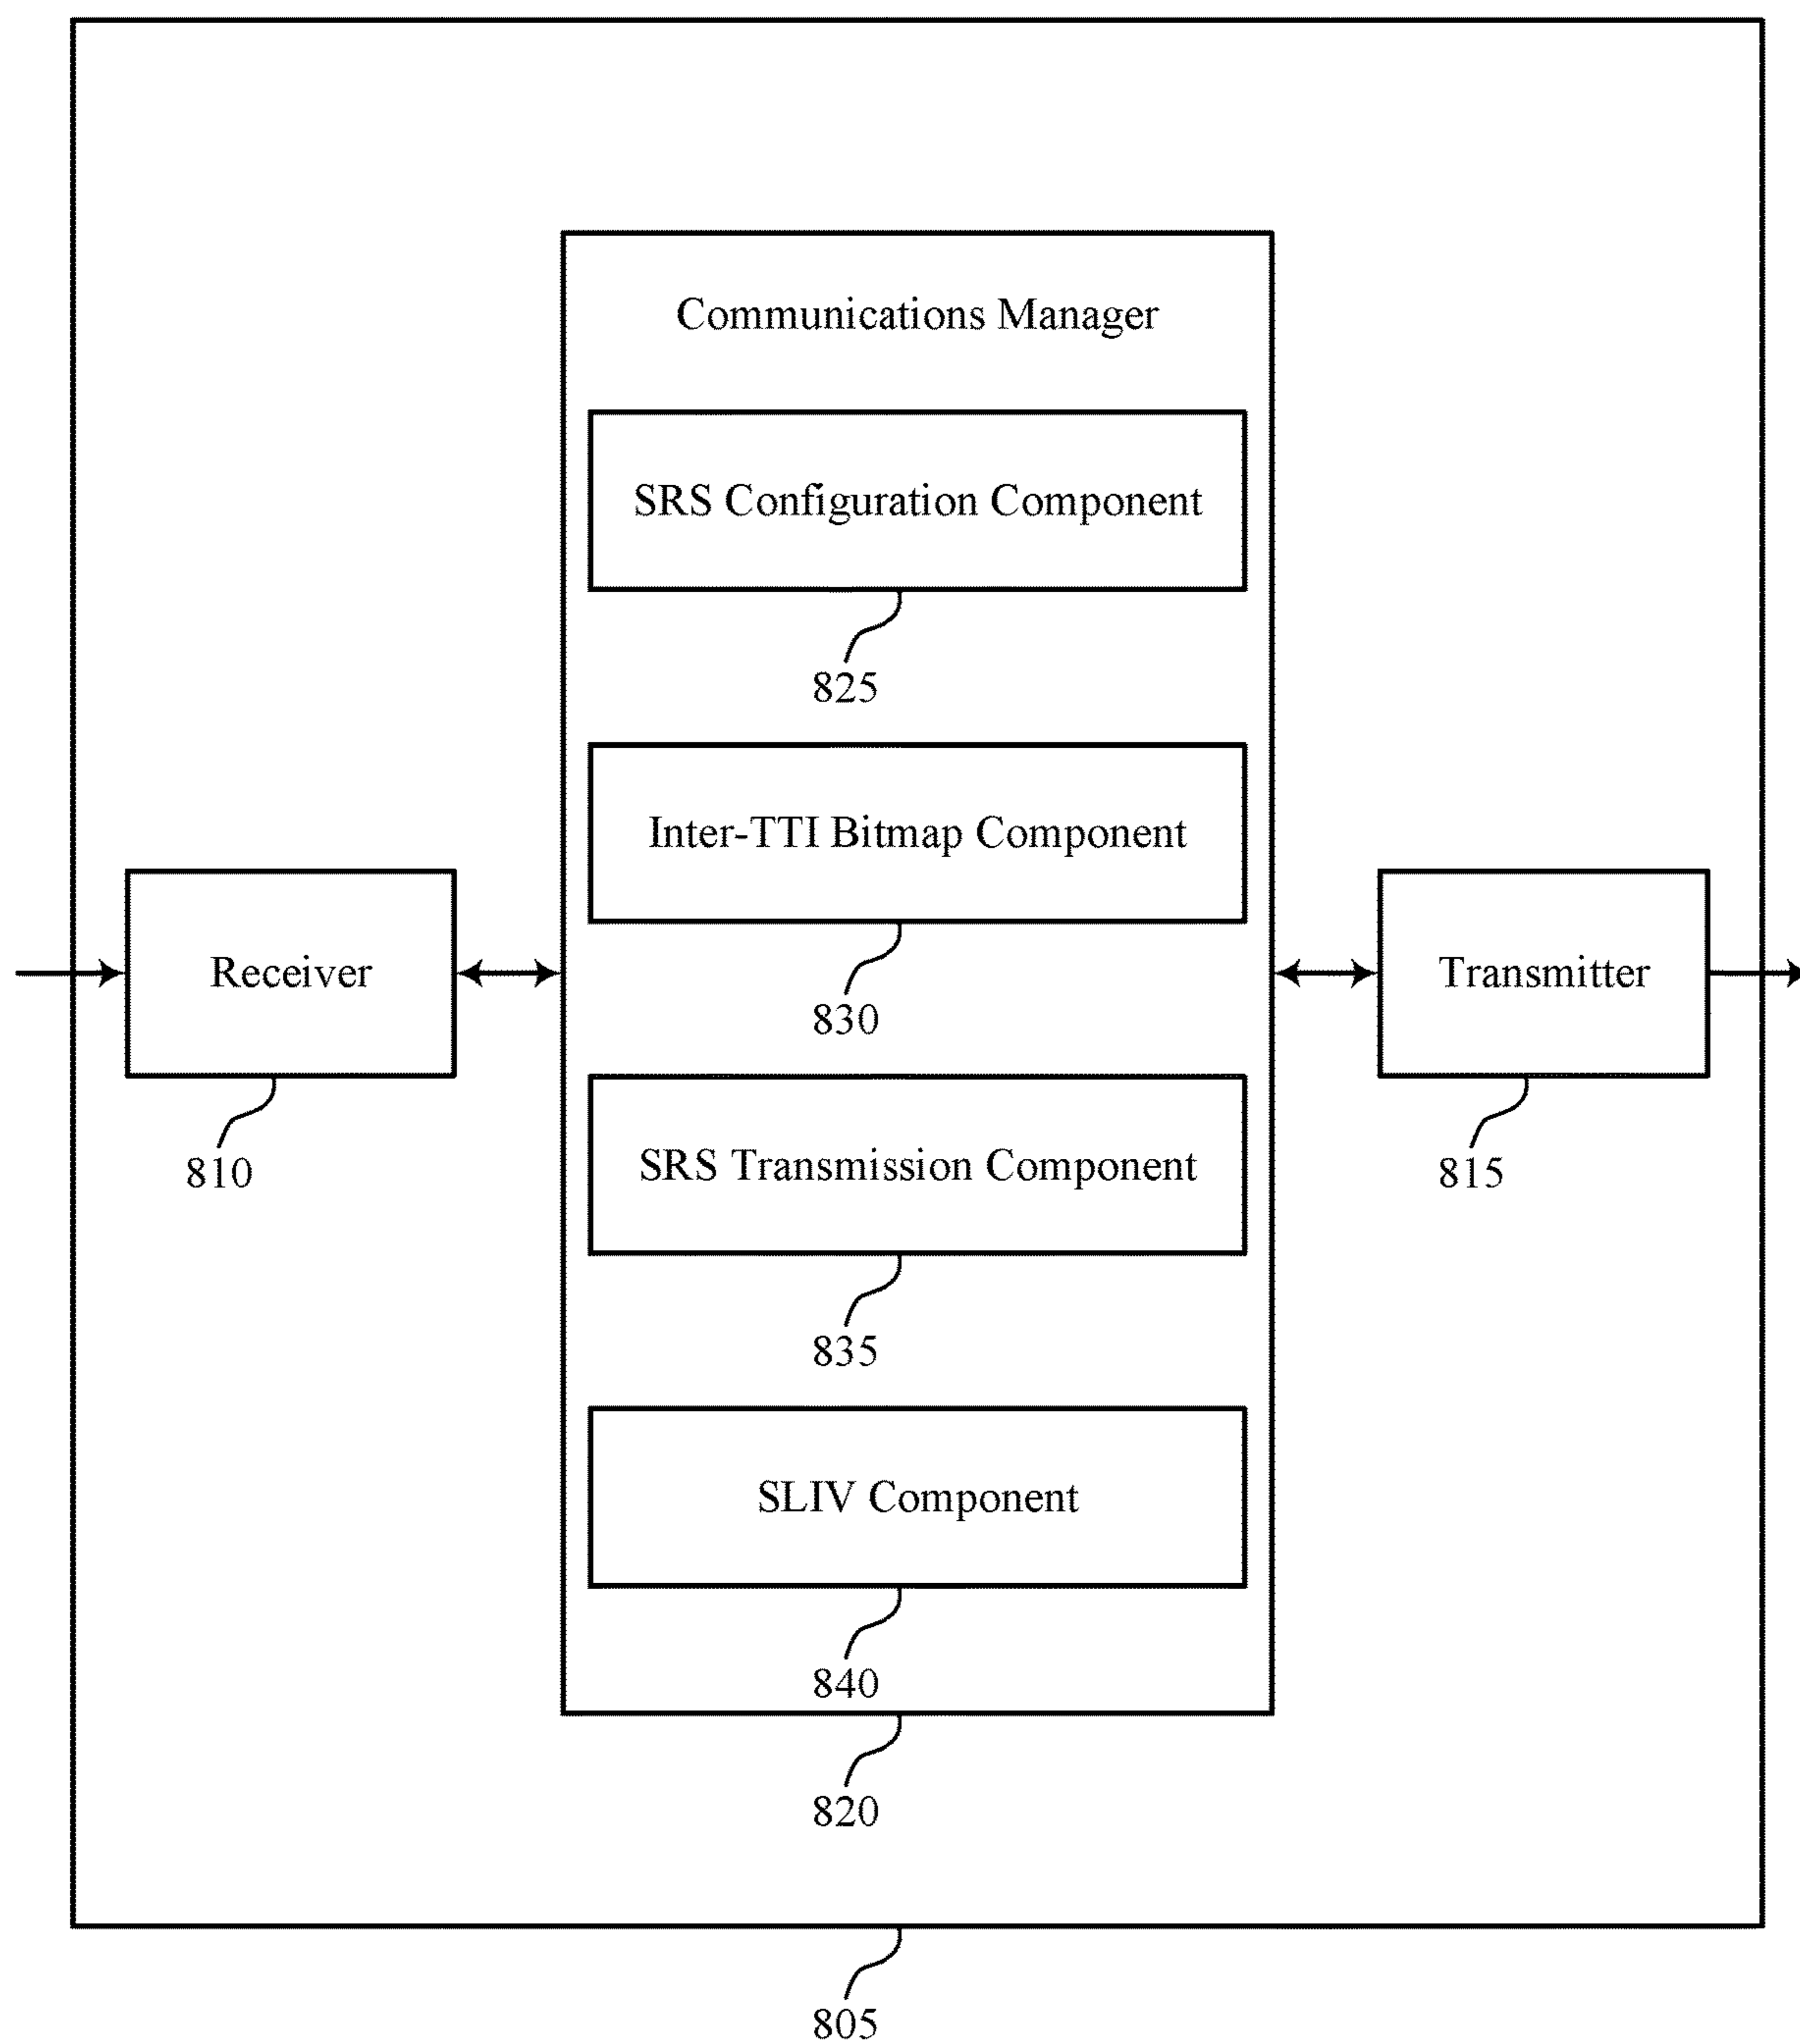 Communications Manager
SRS Configuration Component
825
Inter-TTI Bitmap Component
830
Receiver
810
Transmitter
815
SRS Transmission Component
835
SLIV Component
840
820
805